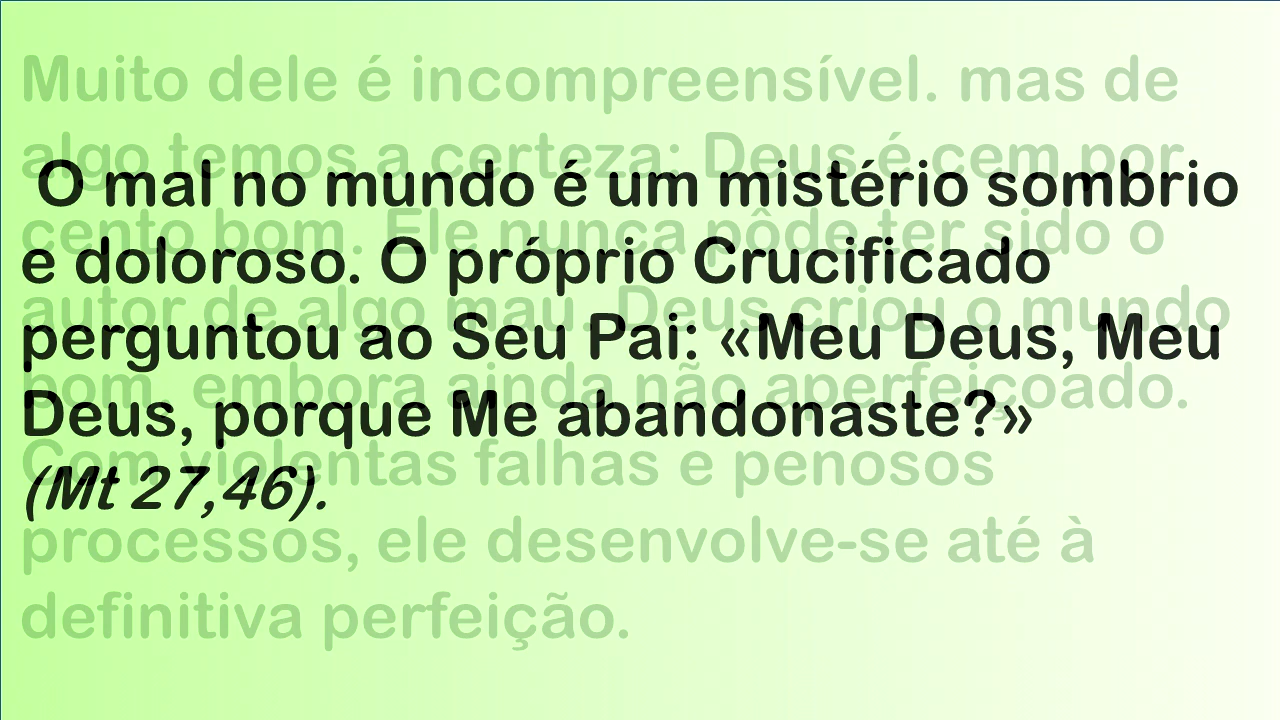 O mal no mundo é um mistério sombrio
e doloroso. O próprio Crucificado
perguntou ao Seu Pai: «Meu Deus, Meu
Deus, porque Me abandonaste?»
(Mt 27,46).
Muito dele é incompreensível. mas de
algo temos a certeza: Deus é cem por
cento bom. Ele nunca pôde ter sido o
autor de algo mau. Deus criou o mundo
bom, embora ainda não aperfeiçoado.
Com violentas falhas e penosos
processos, ele desenvolve-se até à
definitiva perfeição.